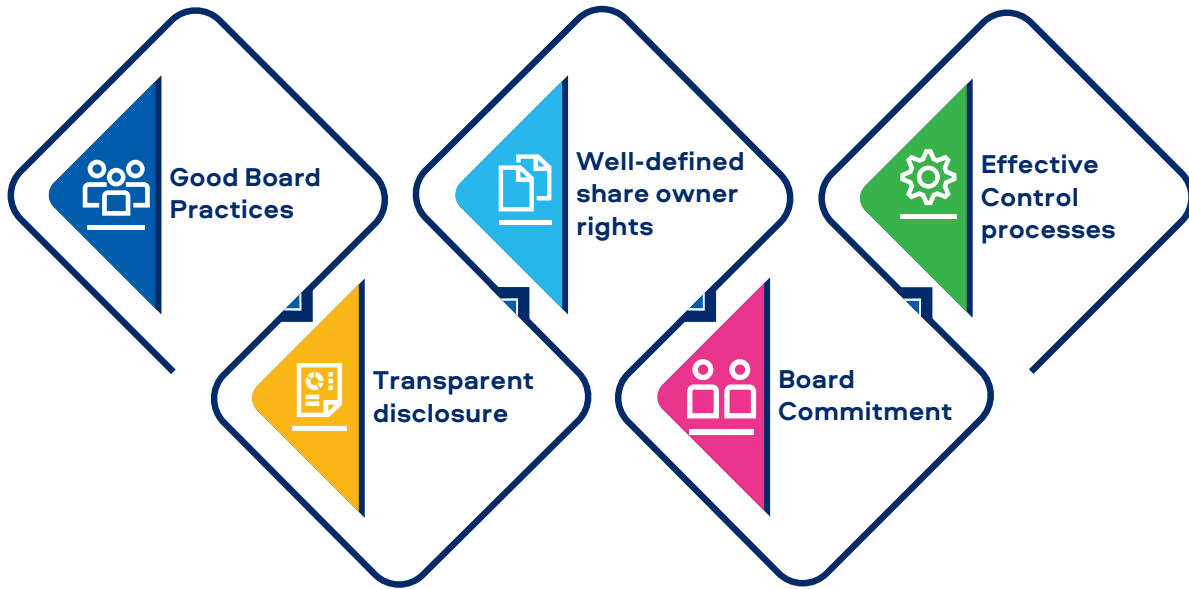 Good Board
Practices
Well-defined
share owner
rights
Effective
Control
processes
Transparent
disclosure
Board
Commitment